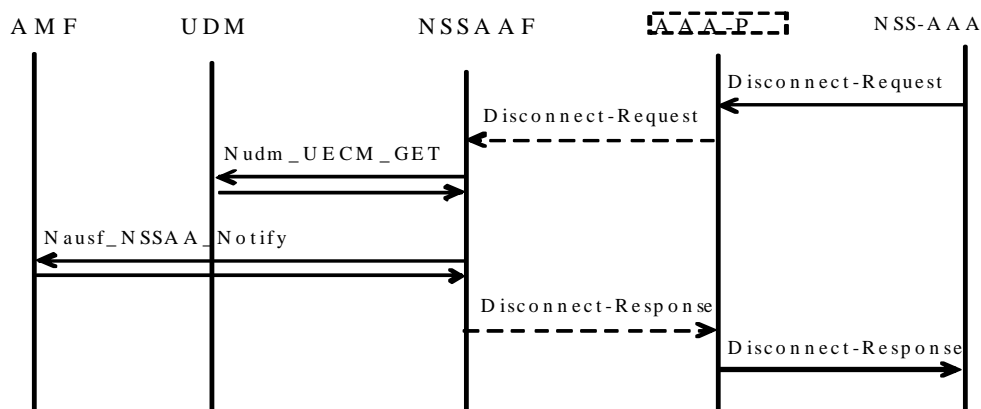 AMF UDM NSSAAF AAA-P NSS-AAA
Disconnect-Request
Disconnect-Request
Nudm_UECM_GET
Nausf_NSSAA_Notify
Disconnect-Response
Disconnect-Response